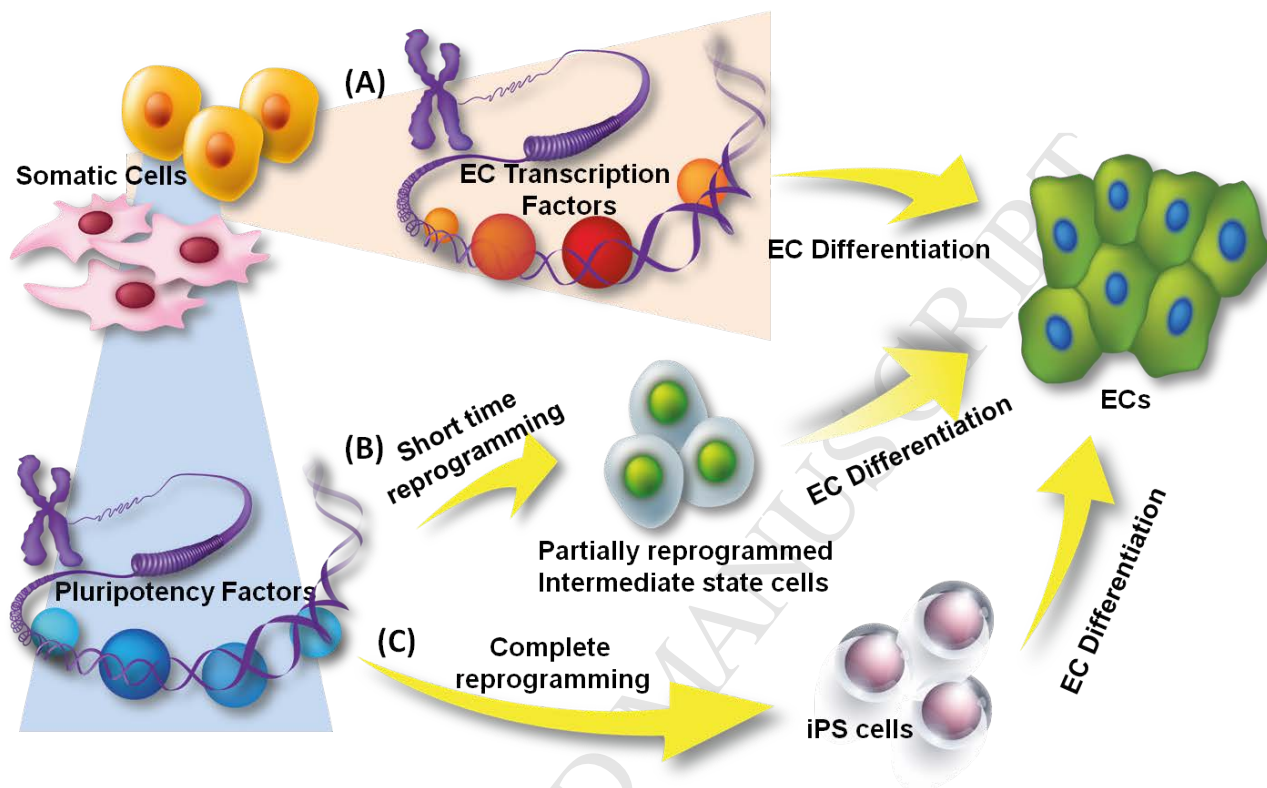 (A)
Somatic Cells
EC Transcription
Factors
EC Differentiation
ECs
(B)
Short time
reprogramming
Partially reprogrammed
Intermediate state cells
EC Differentiation
Pluripotency Factors
(C)
Complete
reprogramming
iPS cells
EC Differentiation
D MANUSCRIPT